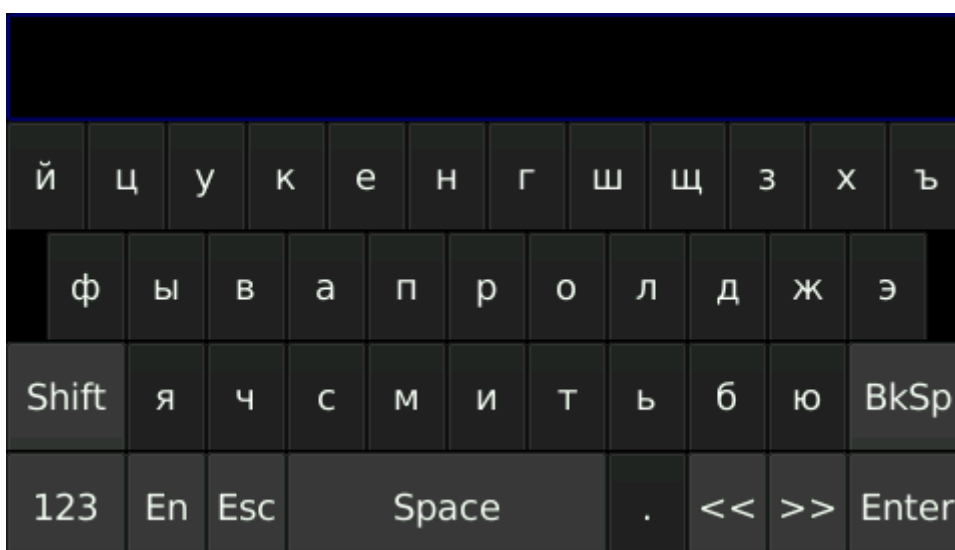 й ц у к е н г ш щ з х ъ
ф ы в а п р о л д ж э
Shift я ч с м и т ь б ю BkSp
123 En Esc Space . << >> Enter